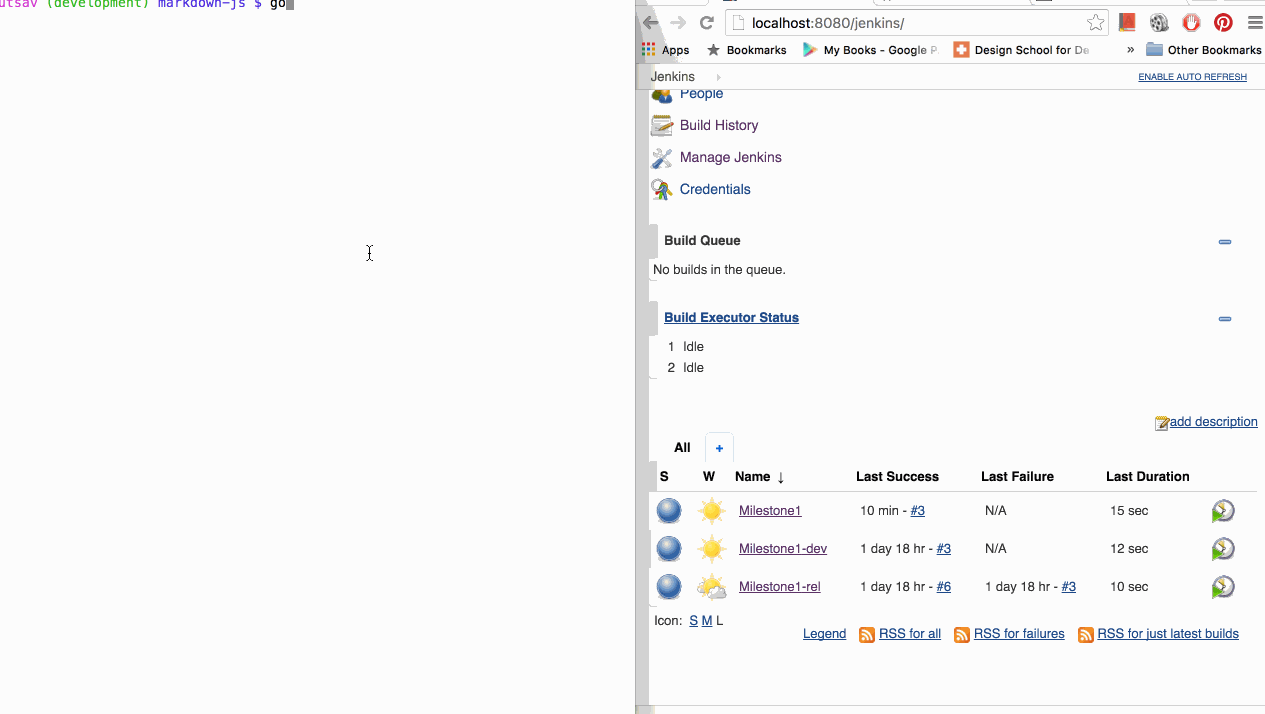 utsav (development) markdown-js $ go
localhost:8080/jenkins/
Apps Bookmarks My Books - Google P Design School for De » Other Bookmarks
Jenkins ENABLE AUTO REFRESH
People
Build History
Manage Jenkins
Credentials
Build Queue
No builds in the queue.
Build Executor Status
1 Idle
2 Idle
add description
All +
S W Name ↓ Last Success Last Failure Last Duration
Milestone1 10 min - #3 N/A 15 sec
Milestone1-dev 1 day 18 hr - #3 N/A 12 sec
Milestone1-rel 1 day 18 hr - #6 1 day 18 hr - #3 10 sec
Icon: S M L
Legend RSS for all RSS for failures RSS for just latest builds